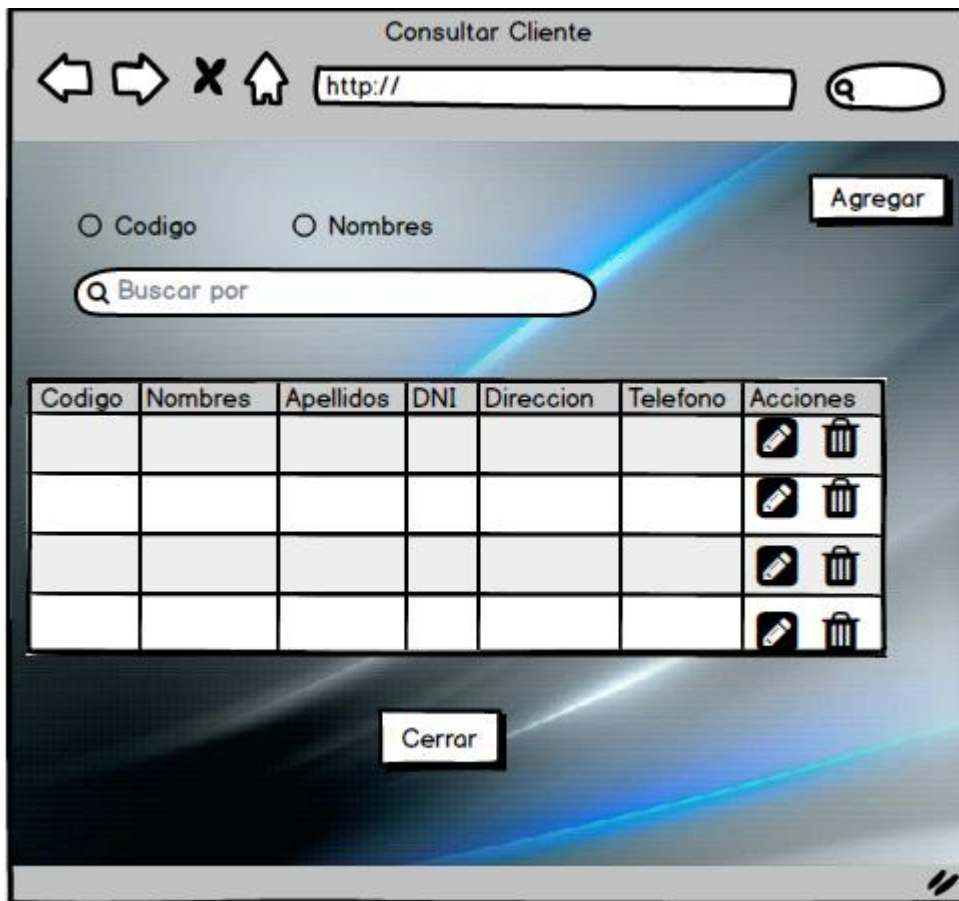 Consultar Cliente
http://
Agregar
Codigo Nombres
Buscar por
Codigo Nombres Apellidos DNI Direccion Telefono Acciones
Cerrar